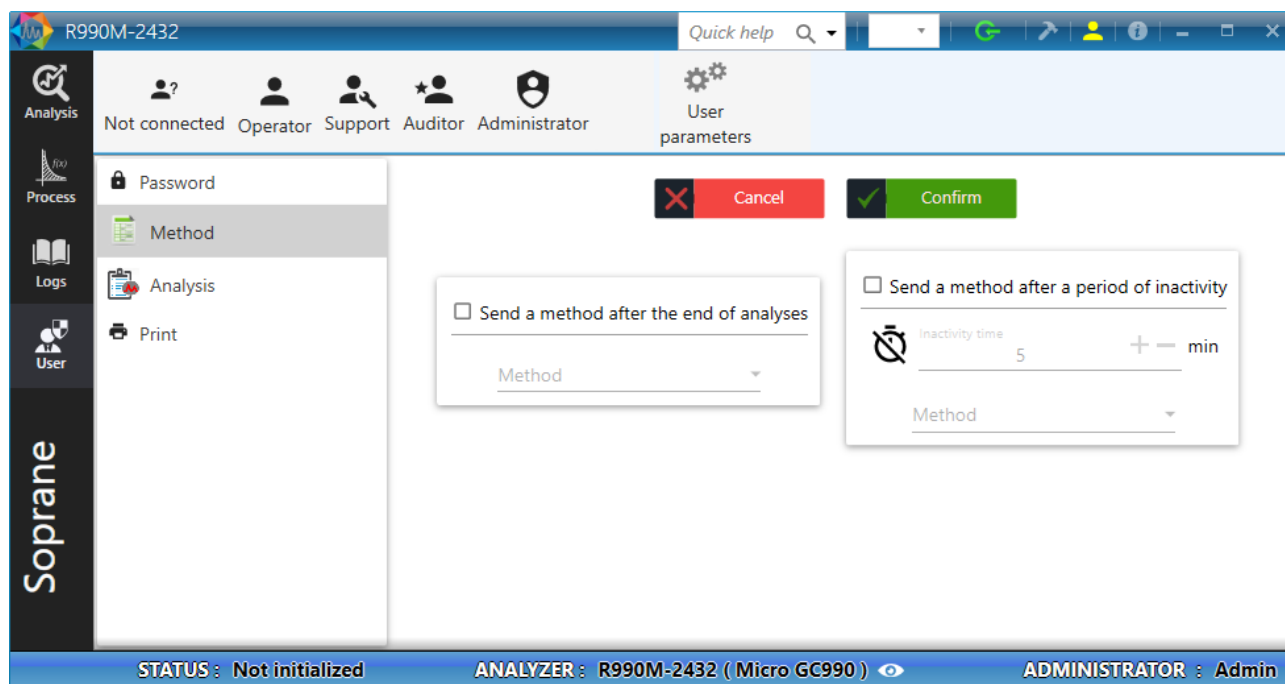 R990M-2432
Quick help
Analysis
Process
Logs
User
Soprane
Not connected
Operator
Support
Auditor
Administrator
User
parameters
Password
Method
Analysis
Print
Cancel
Confirm
Send a method after the end of analyses
Method
Send a method after a period of inactivity
Inactivity time
5
min
Method
STATUS : Not initialized
ANALYZER : R990M-2432 ( Micro GC990 )
ADMINISTRATOR : Admin